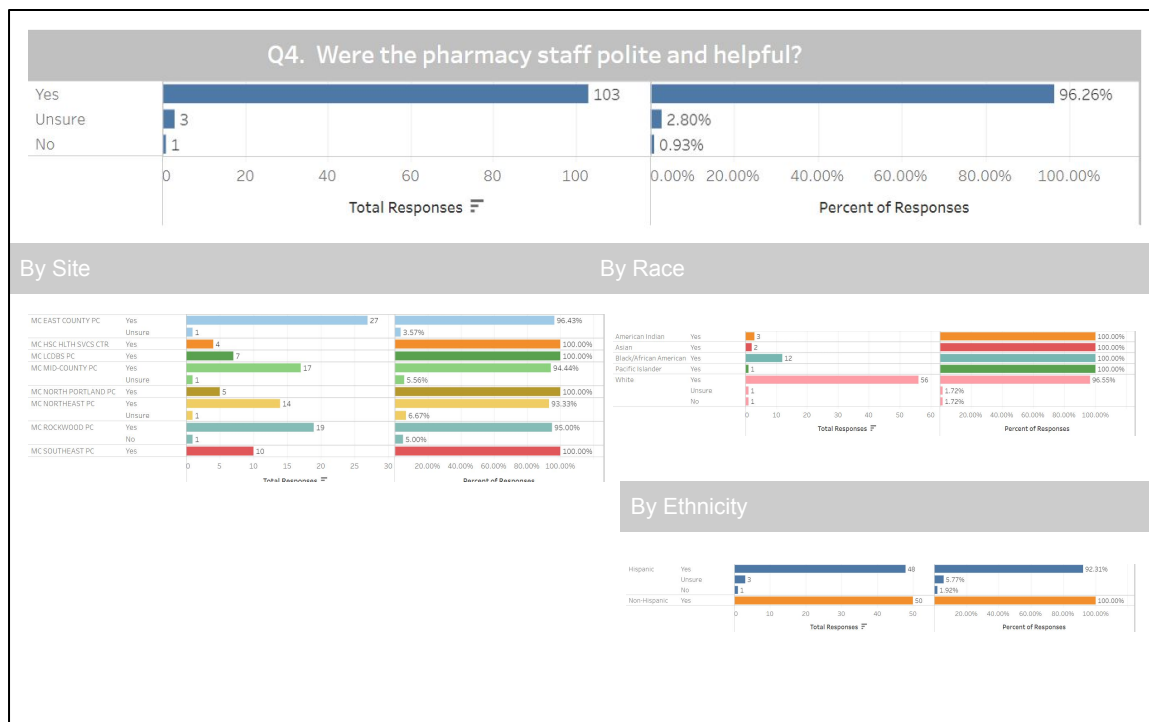 Q4. Were the pharmacy staff polite and helpful?
Yes 103 96.26%
Unsure 3 2.80%
No 1 0.93%
0 20 40 60 80 100 0.00% 20.00% 40.00% 60.00% 80.00% 100.00%
Total Responses Percent of Responses
By Site
MC EAST COUNTY PC Yes 27 96.43%
Unsure 1 3.57%
MC HSC HLTH SVCS CTR Yes 4 100.00%
MC LCDBS PC Yes 7 100.00%
MC MID-COUNTY PC Yes 17 94.44%
Unsure 1 5.56%
MC NORTH PORTLAND PC Yes 5 100.00%
MC NORTHEAST PC Yes 14 93.33%
Unsure 1 6.67%
MC ROCKWOOD PC Yes 19 95.00%
No 1 5.00%
MC SOUTHEAST PC Yes 10 100.00%
0 5 10 15 20 25 30 20.00% 40.00% 60.00% 80.00% 100.00%
Total Responses Percent of Responses
By Race
American Indian Yes 3 100.00%
Asian Yes 2 100.00%
Black/African American Yes 12 100.00%
Pacific Islander Yes 1 100.00%
White Yes 56 96.55%
Unsure 1 1.72%
No 1 1.72%
0 10 20 30 40 50 60 20.00% 40.00% 60.00% 80.00% 100.00%
Total Responses Percent of Responses
By Ethnicity
Hispanic Yes 48 92.31%
Unsure 3 5.77%
No 1 1.92%
Non-Hispanic Yes 50 100.00%
0 10 20 30 40 50 20.00% 40.00% 60.00% 80.00% 100.00%
Total Responses Percent of Responses